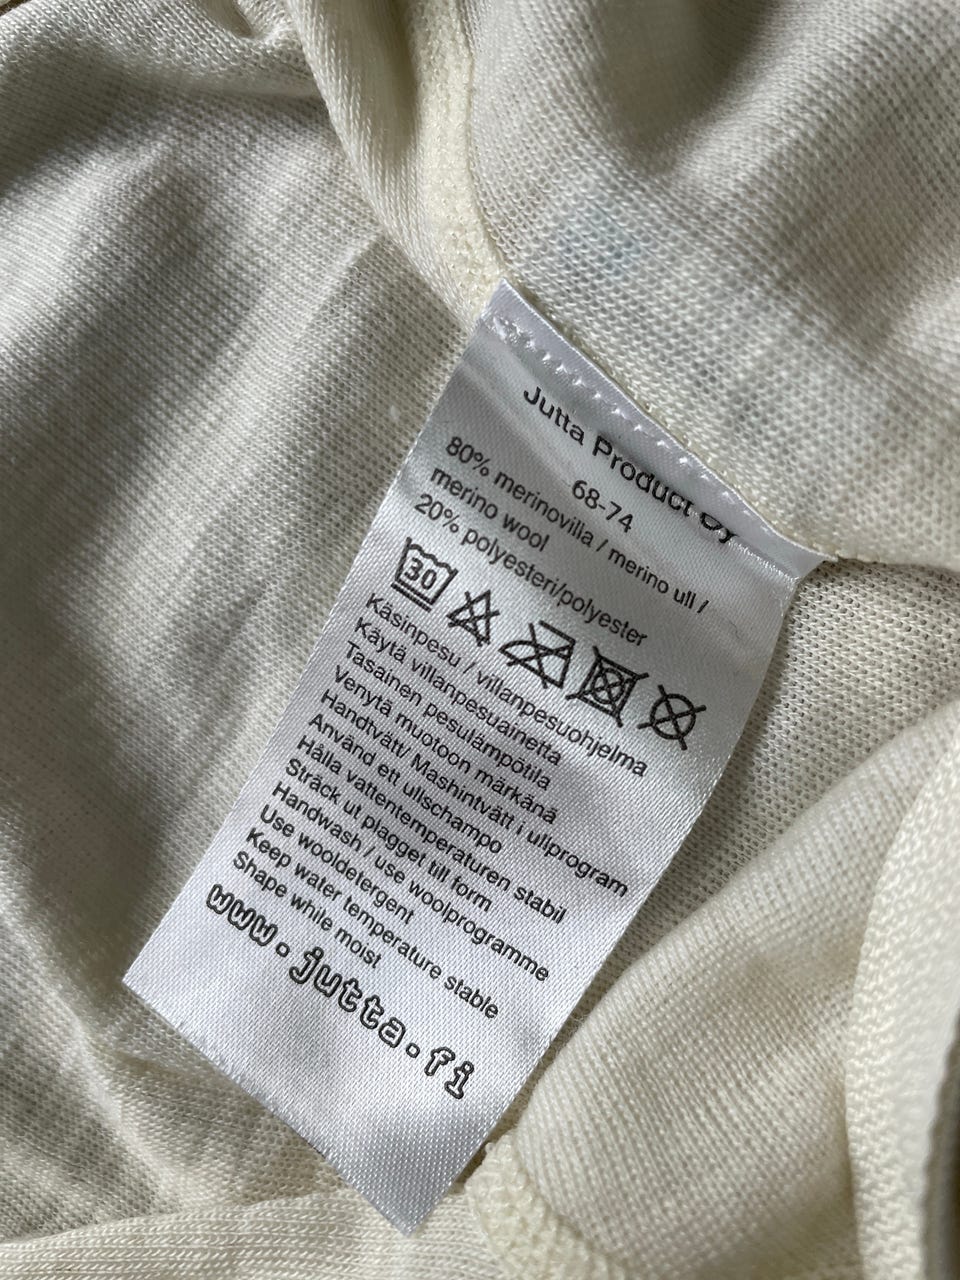 Jutta Product Oy
68-74
80% merinovilla / merino ull /
merino wool
20% polyesteri/polyester
30
Käsinpesu / villanpesuohjelma
Käytä villanpesuainetta
Tasainen pesulämpötila
Venytä muotoon märkänä
Handtvätt/ Mashintvätt i ullprogram
Använd ett ullschampo
Hålla vattentemperaturen stabil
Sträck ut plagget till form
Handwash / use woolprogramme
Use wooldetergent
Keep water temperature stable
Shape while moist
www.jutta.fi